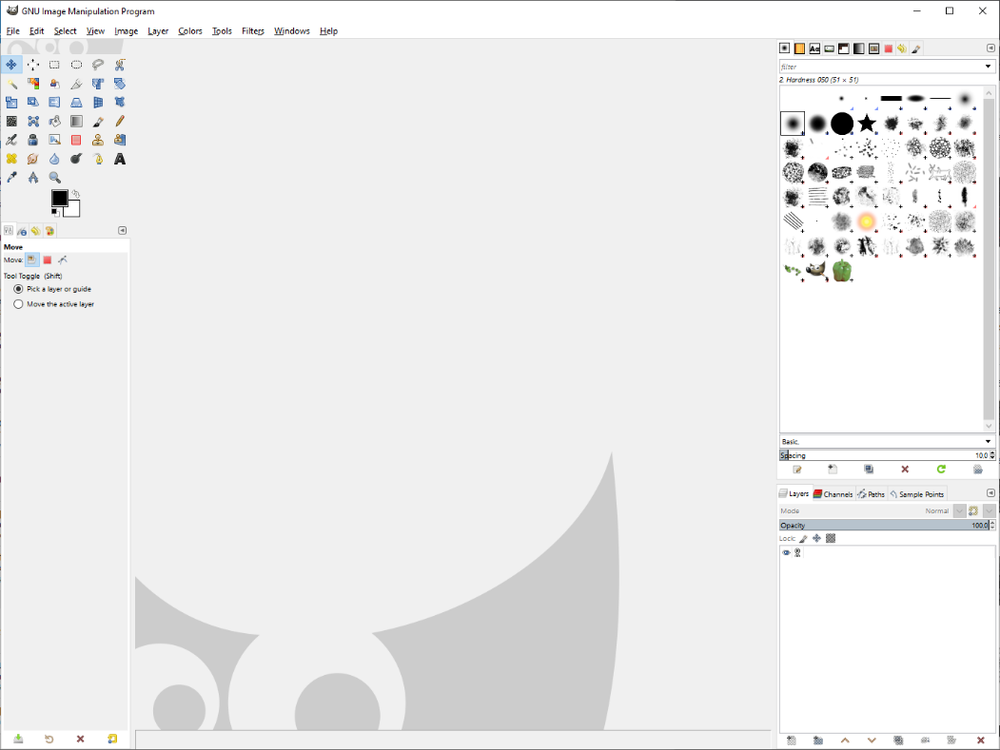 GNU Image Manipulation Program
File Edit Select View Image Layer Colors Tools Filters Windows Help
filter
2. Hardness 050 (51 × 51)
Move
Move:
Tool Toggle (Shift)
Pick a layer or guide
Move the active layer
Basic,
Spacing 10.0
Layers Channels Paths Sample Points
Mode Normal
Opacity 100.0
Lock: